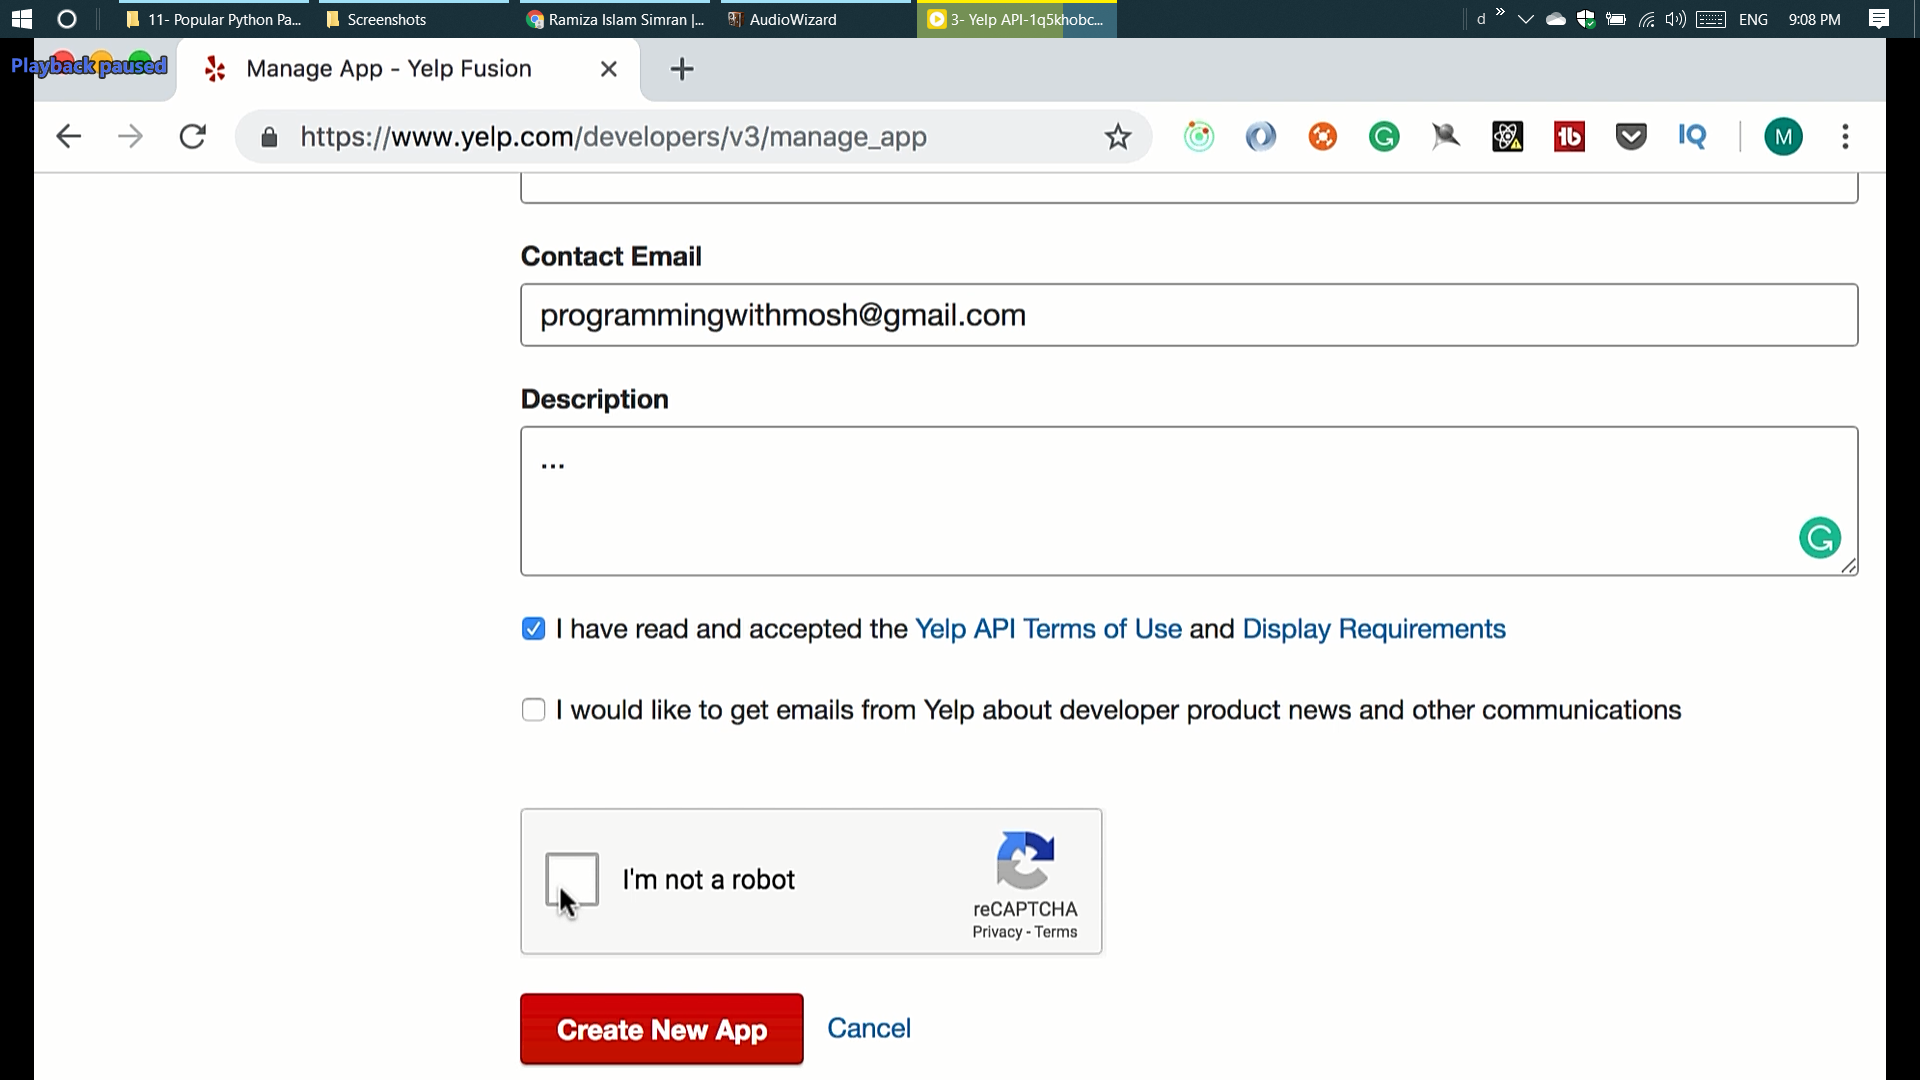 11- Popular Python Pa...
Screenshots
Ramiza Islam Simran |...
AudioWizard
3- Yelp API-1q5khobc...
d
ENG
9:08 PM
Playback paused
Manage App - Yelp Fusion
https://www.yelp.com/developers/v3/manage_app
IQ
M
Contact Email
programmingwithmosh@gmail.com
Description
...
I have read and accepted the Yelp API Terms of Use and Display Requirements
I would like to get emails from Yelp about developer product news and other communications
I'm not a robot
reCAPTCHA
Privacy - Terms
Create New App
Cancel